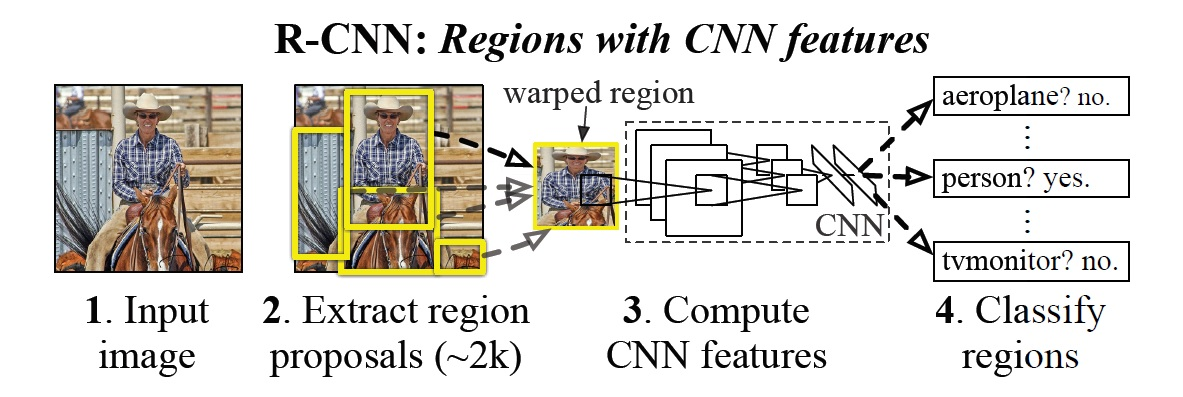 R-CNN: Regions with CNN features
warped region
aeroplane? no.
person? yes.
tvmonitor? no.
CNN
1. Input
image
2. Extract region
proposals (~2k)
3. Compute
CNN features
4. Classify
regions